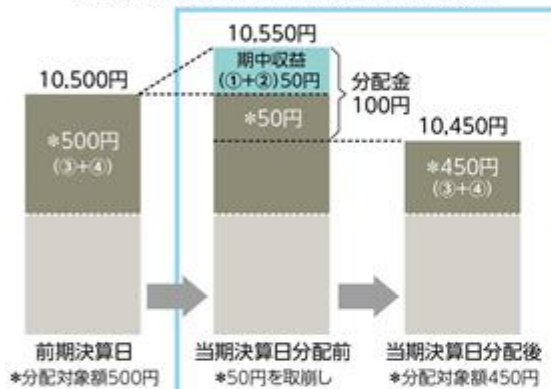 10,550円
期中収益
(①+②)50円
分配金
100円
10,500円
*50円
10,450円
*500円
(③+④)
*450円
(③+④)
前期決算日
*分配対象額500円
当期決算日分配前
*50円を取崩し
当期決算日分配後
*分配対象額450円